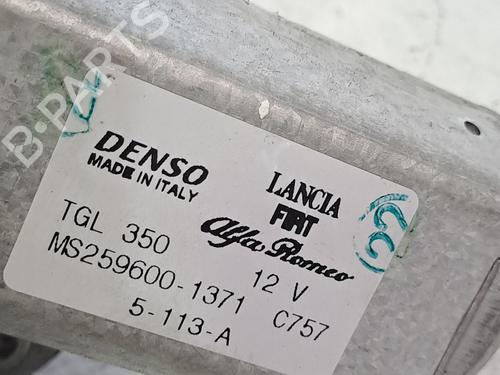 B-PARTS
DENSO
MADE IN ITALY
LANCIA
FIAT
Alfa Romeo
TGL 350
12 V
MS259600-1371
C757
5-113-A